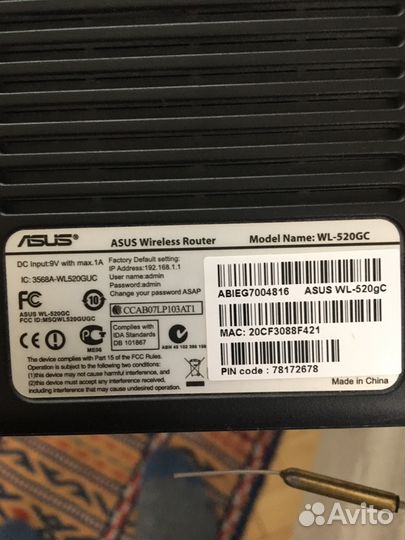 ASUS
ASUS Wireless Router
Model Name: WL-520GC
DC Input:9V with max.1A
IC: 3568A-WL520GUC
Factory Default setting:
IP Address:192.168.1.1
User name:admin
Password:admin
Change your password ASAP
FC
10
CCAB07LP103AT1
ASUS WL-520GC
FCC ID:MSQWL520GUGC
ME06
Complies with
IDA Standards
DB 101867
ABIEG7004816 ASUS WL-520gC
MAC: 20CF3088F421
PIN code : 78172678
This device complies with Part 15 of the FCC Rules.
Operation is subject to the following two conditions:
(1)this device may not cause harmful interference, and
(2)this device must accept any interference received,
including interference that may cause undesired operation.
Made in China
Avito